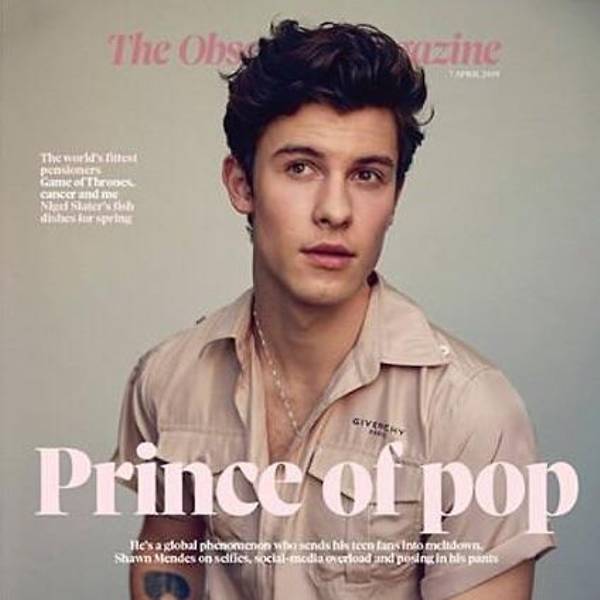 The Obs azine
7 APRIL 2019
The world's fittest
pensioners
Game of Thrones,
cancer and me
Nigel Slater's fish
dishes for spring
GIVENCHY
PARIS
Prince of pop
He's a global phenomenon who sends his teen fans into meltdown.
Shawn Mendes on selfies, social-media overload and posing in his pants